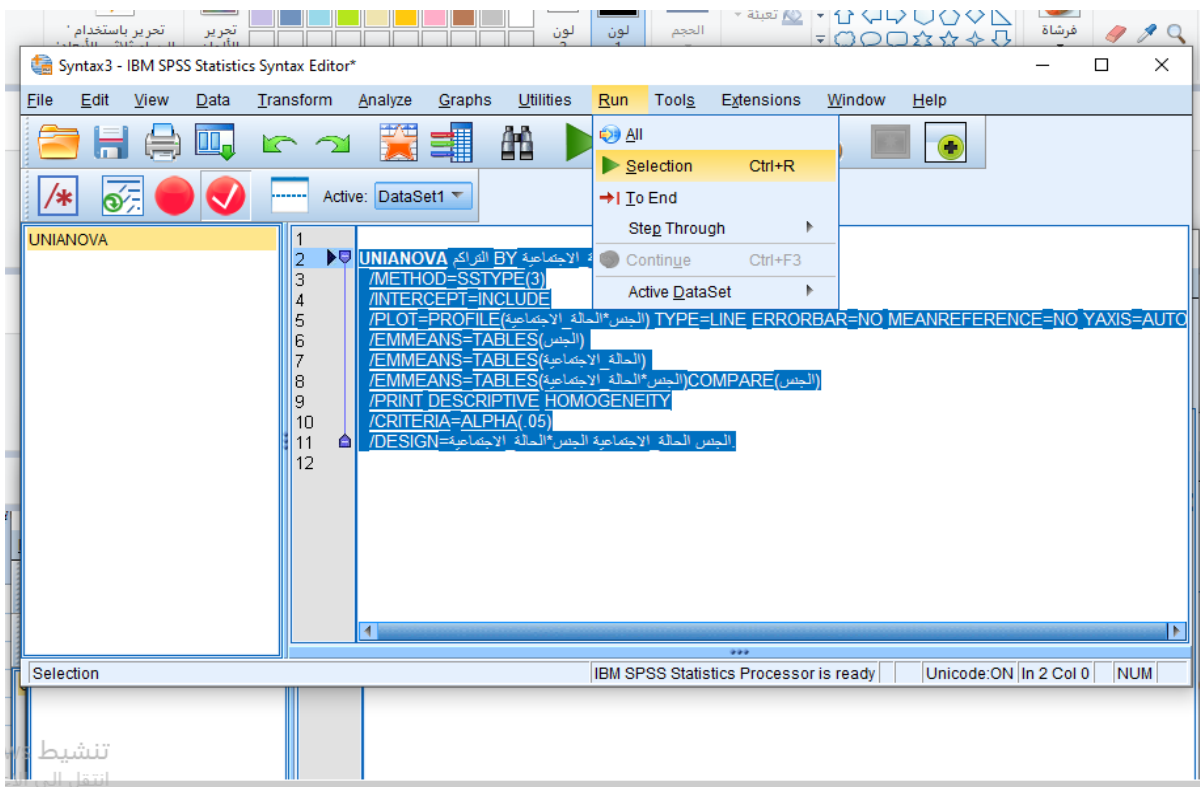 تحرير باستخدام
تحرير
لون
لون
الحجم
تعبئة
فرشاة
Syntax3 - IBM SPSS Statistics Syntax Editor*
File Edit View Data Transform Analyze Graphs Utilities Run Tools Extensions Window Help
All
Selection Ctrl+R
To End
Step Through
Continue Ctrl+F3
Active DataSet
Active: DataSet1
UNIANOVA
1
2 UNIANOVA التراكم BY الاجتماعية
3 /METHOD=SSTYPE(3)
4 /INTERCEPT=INCLUDE
5 /PLOT=PROFILE(الجنس*الحالة_الاجتماعية) TYPE=LINE ERRORBAR=NO MEANREFERENCE=NO YAXIS=AUTO
6 /EMMEANS=TABLES(الجنس)
7 /EMMEANS=TABLES(الحالة_الاجتماعية)
8 /EMMEANS=TABLES(الجنس*الحالة_الاجتماعية)COMPARE(الجنس)
9 /PRINT DESCRIPTIVE HOMOGENEITY
10 /CRITERIA=ALPHA(.05)
11 /DESIGN=الجنس الحالة_الاجتماعية الجنس*الحالة_الاجتماعية.
12
Selection
IBM SPSS Statistics Processor is ready Unicode:ON In 2 Col 0 NUM
تنشيط